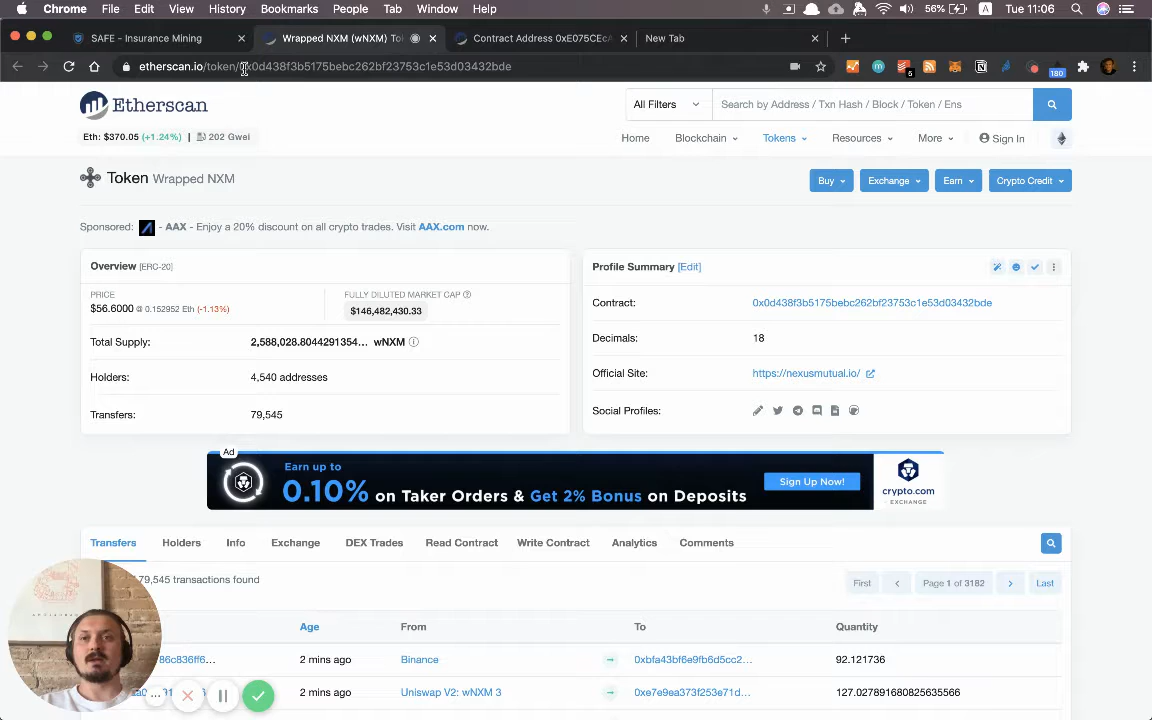 Chrome File Edit View History Bookmarks People Tab Window Help 56% A Tue 11:06
SAFE - Insurance Mining Wrapped NXM (wNXM) To Contract Address 0xE075CEcA New Tab
etherscan.io/token/0x0d438f3b5175bebc262bf23753c1e53d03432bde 5 180
Etherscan All Filters Search by Address / Txn Hash / Block / Token / Ens
Eth: $370.05 (+1.24%) | 202 Gwei Home Blockchain Tokens Resources More Sign In
Token Wrapped NXM Buy Exchange Earn Crypto Credit
Sponsored: - AAX - Enjoy a 20% discount on all crypto trades. Visit AAX.com now.
Overview [ERC-20]
PRICE FULLY DILUTED MARKET CAP
$56.6000 @ 0.152952 Eth (-1.13%) $146,482,430.33
Total Supply: 2,588,028.8044291354... wNXM
Holders: 4,540 addresses
Transfers: 79,545
Profile Summary [Edit]
Contract: 0x0d438f3b5175bebc262bf23753c1e53d03432bde
Decimals: 18
Official Site: https://nexusmutual.io/
Social Profiles:
Ad
Earn up to
0.10% on Taker Orders & Get 2% Bonus on Deposits Sign Up Now! crypto.com
EXCHANGE
Transfers Holders Info Exchange DEX Trades Read Contract Write Contract Analytics Comments
79,545 transactions found First Page 1 of 3182 Last
Age From To Quantity
86c836ff6... 2 mins ago Binance 0xbfa43bf6e9fb6d5cc2... 92.121736
2 mins ago Uniswap V2: wNXM 3 0xe7e9ea373f253e71d... 127.027891680825635566